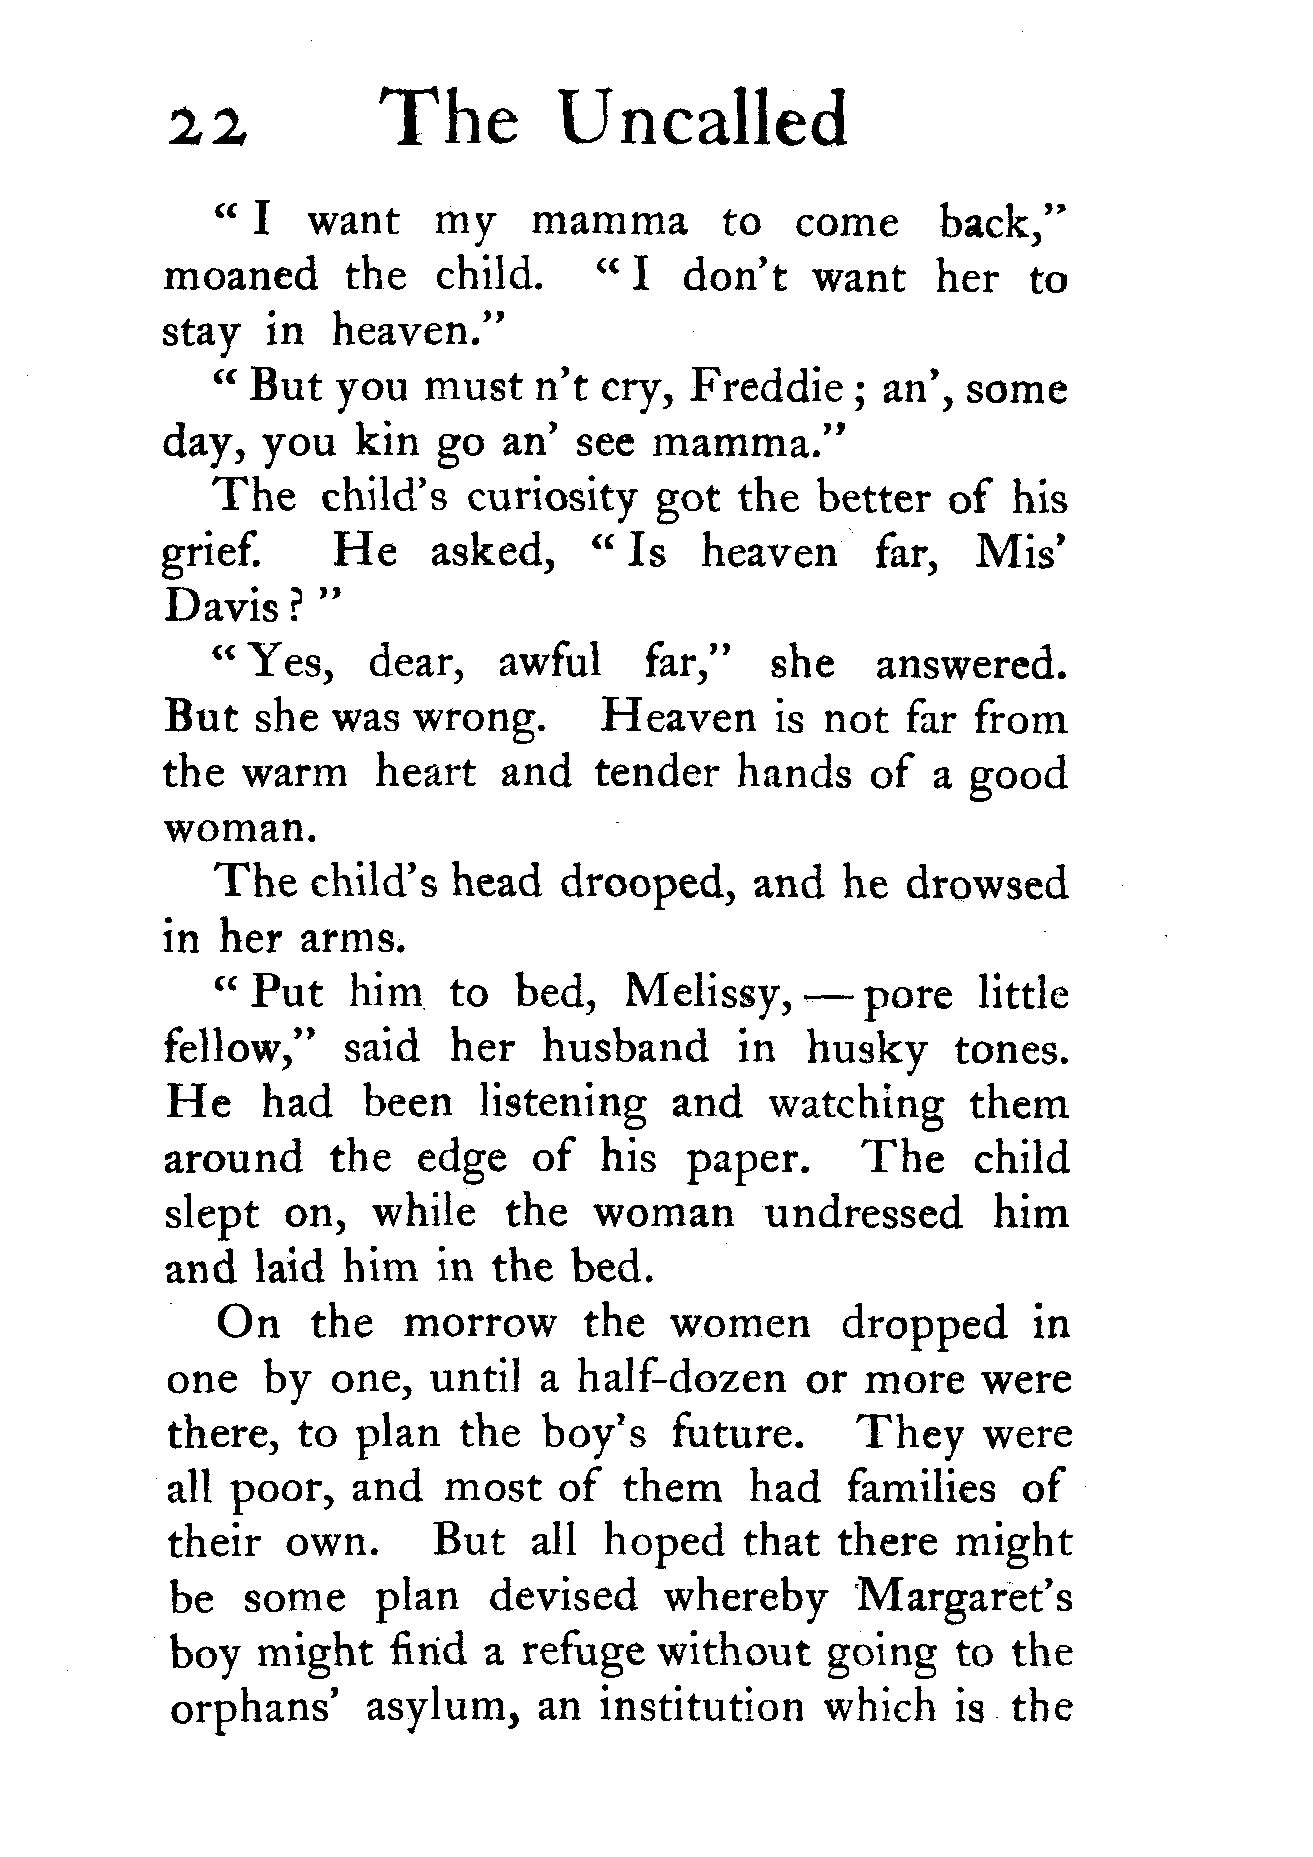 22 The Uncalled
“ I want my mamma to come back,”
moaned the child. “ I don’t want her to
stay in heaven.”
“ But you must n’t cry, Freddie ; an’, some
day, you kin go an’ see mamma.”
The child’s curiosity got the better of his
grief. He asked, “ Is heaven far, Mis’
Davis ? ”
“ Yes, dear, awful far,” she answered.
But she was wrong. Heaven is not far from
the warm heart and tender hands of a good
woman.
The child’s head drooped, and he drowsed
in her arms.
“ Put him to bed, Melissy, — pore little
fellow,” said her husband in husky tones.
He had been listening and watching them
around the edge of his paper. The child
slept on, while the woman undressed him
and laid him in the bed.
On the morrow the women dropped in
one by one, until a half-dozen or more were
there, to plan the boy’s future. They were
all poor, and most of them had families of
their own. But all hoped that there might
be some plan devised whereby Margaret’s
boy might find a refuge without going to the
orphans’ asylum, an institution which is the